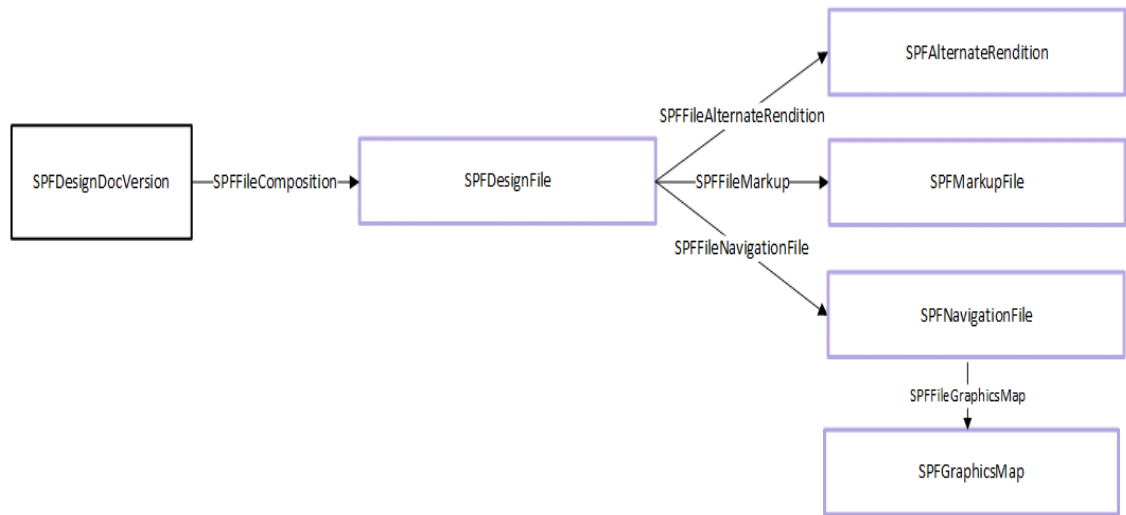 SPFAlternateRendition
SPFFileAlternateRendition
SPFDesignDocVersion
SPFFileComposition
SPFDesignFile
SPFFileMarkup
SPFMarkupFile
SPFFileNavigationFile
SPFNavigationFile
SPFFileGraphicsMap
SPFGraphicsMap